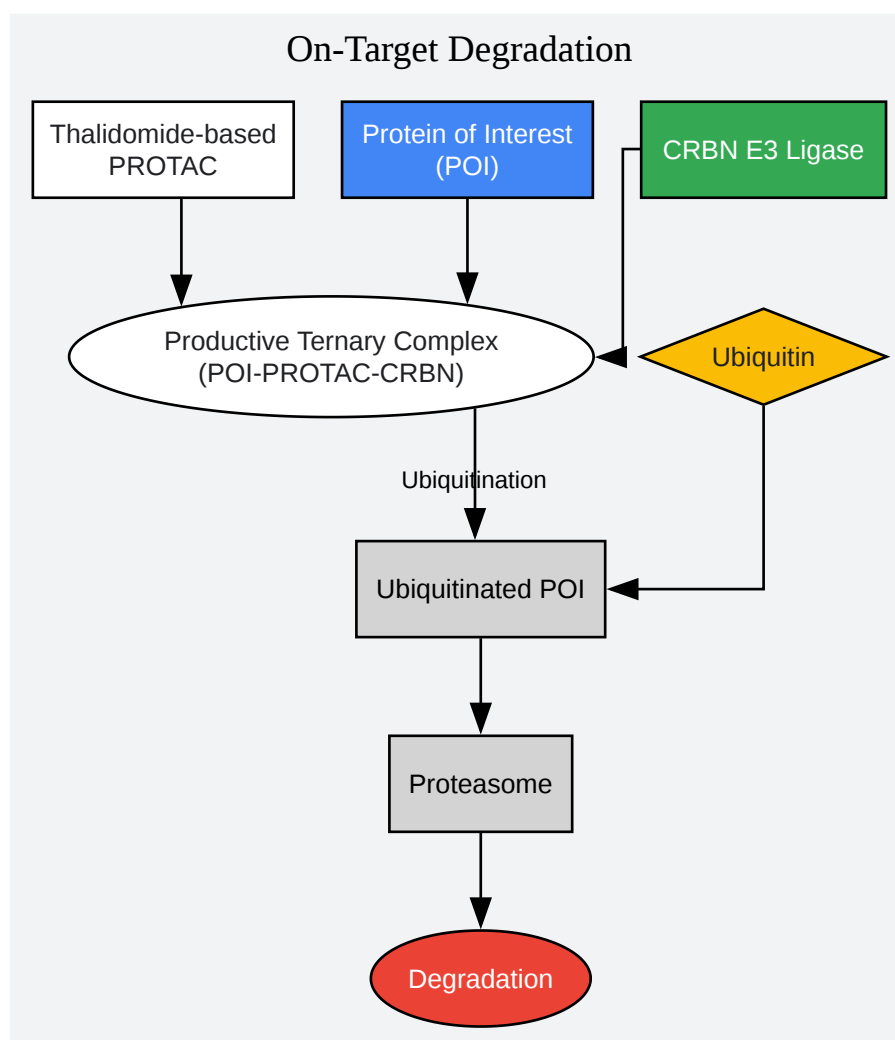 On-Target Degradation
Thalidomide-based
PROTAC
Protein of Interest
(POI)
CRBN E3 Ligase
Productive Ternary Complex
(POI-PROTAC-CRBN)
Ubiquitin
Ubiquitination
Ubiquitinated POI
Proteasome
Degradation